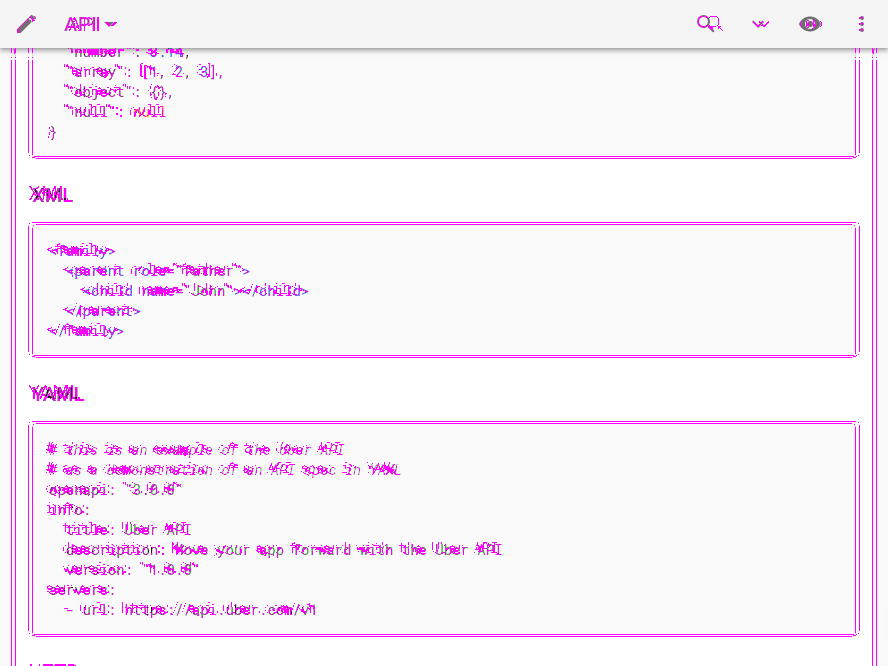 API
"number": 3.14,
"array": [1, 2, 3],
"object": {},
"null": null
}
XML
<family>
<parent role="father">
<child name="John"></child>
</parent>
</family>
YAML
# this is an example of the Uber API
# as a demonstration of an API spec in YAML
openapi: "3.0.0"
info:
title: Uber API
description: Move your app forward with the Uber API
version: "1.0.0"
servers:
- url: https://api.uber.com/v1